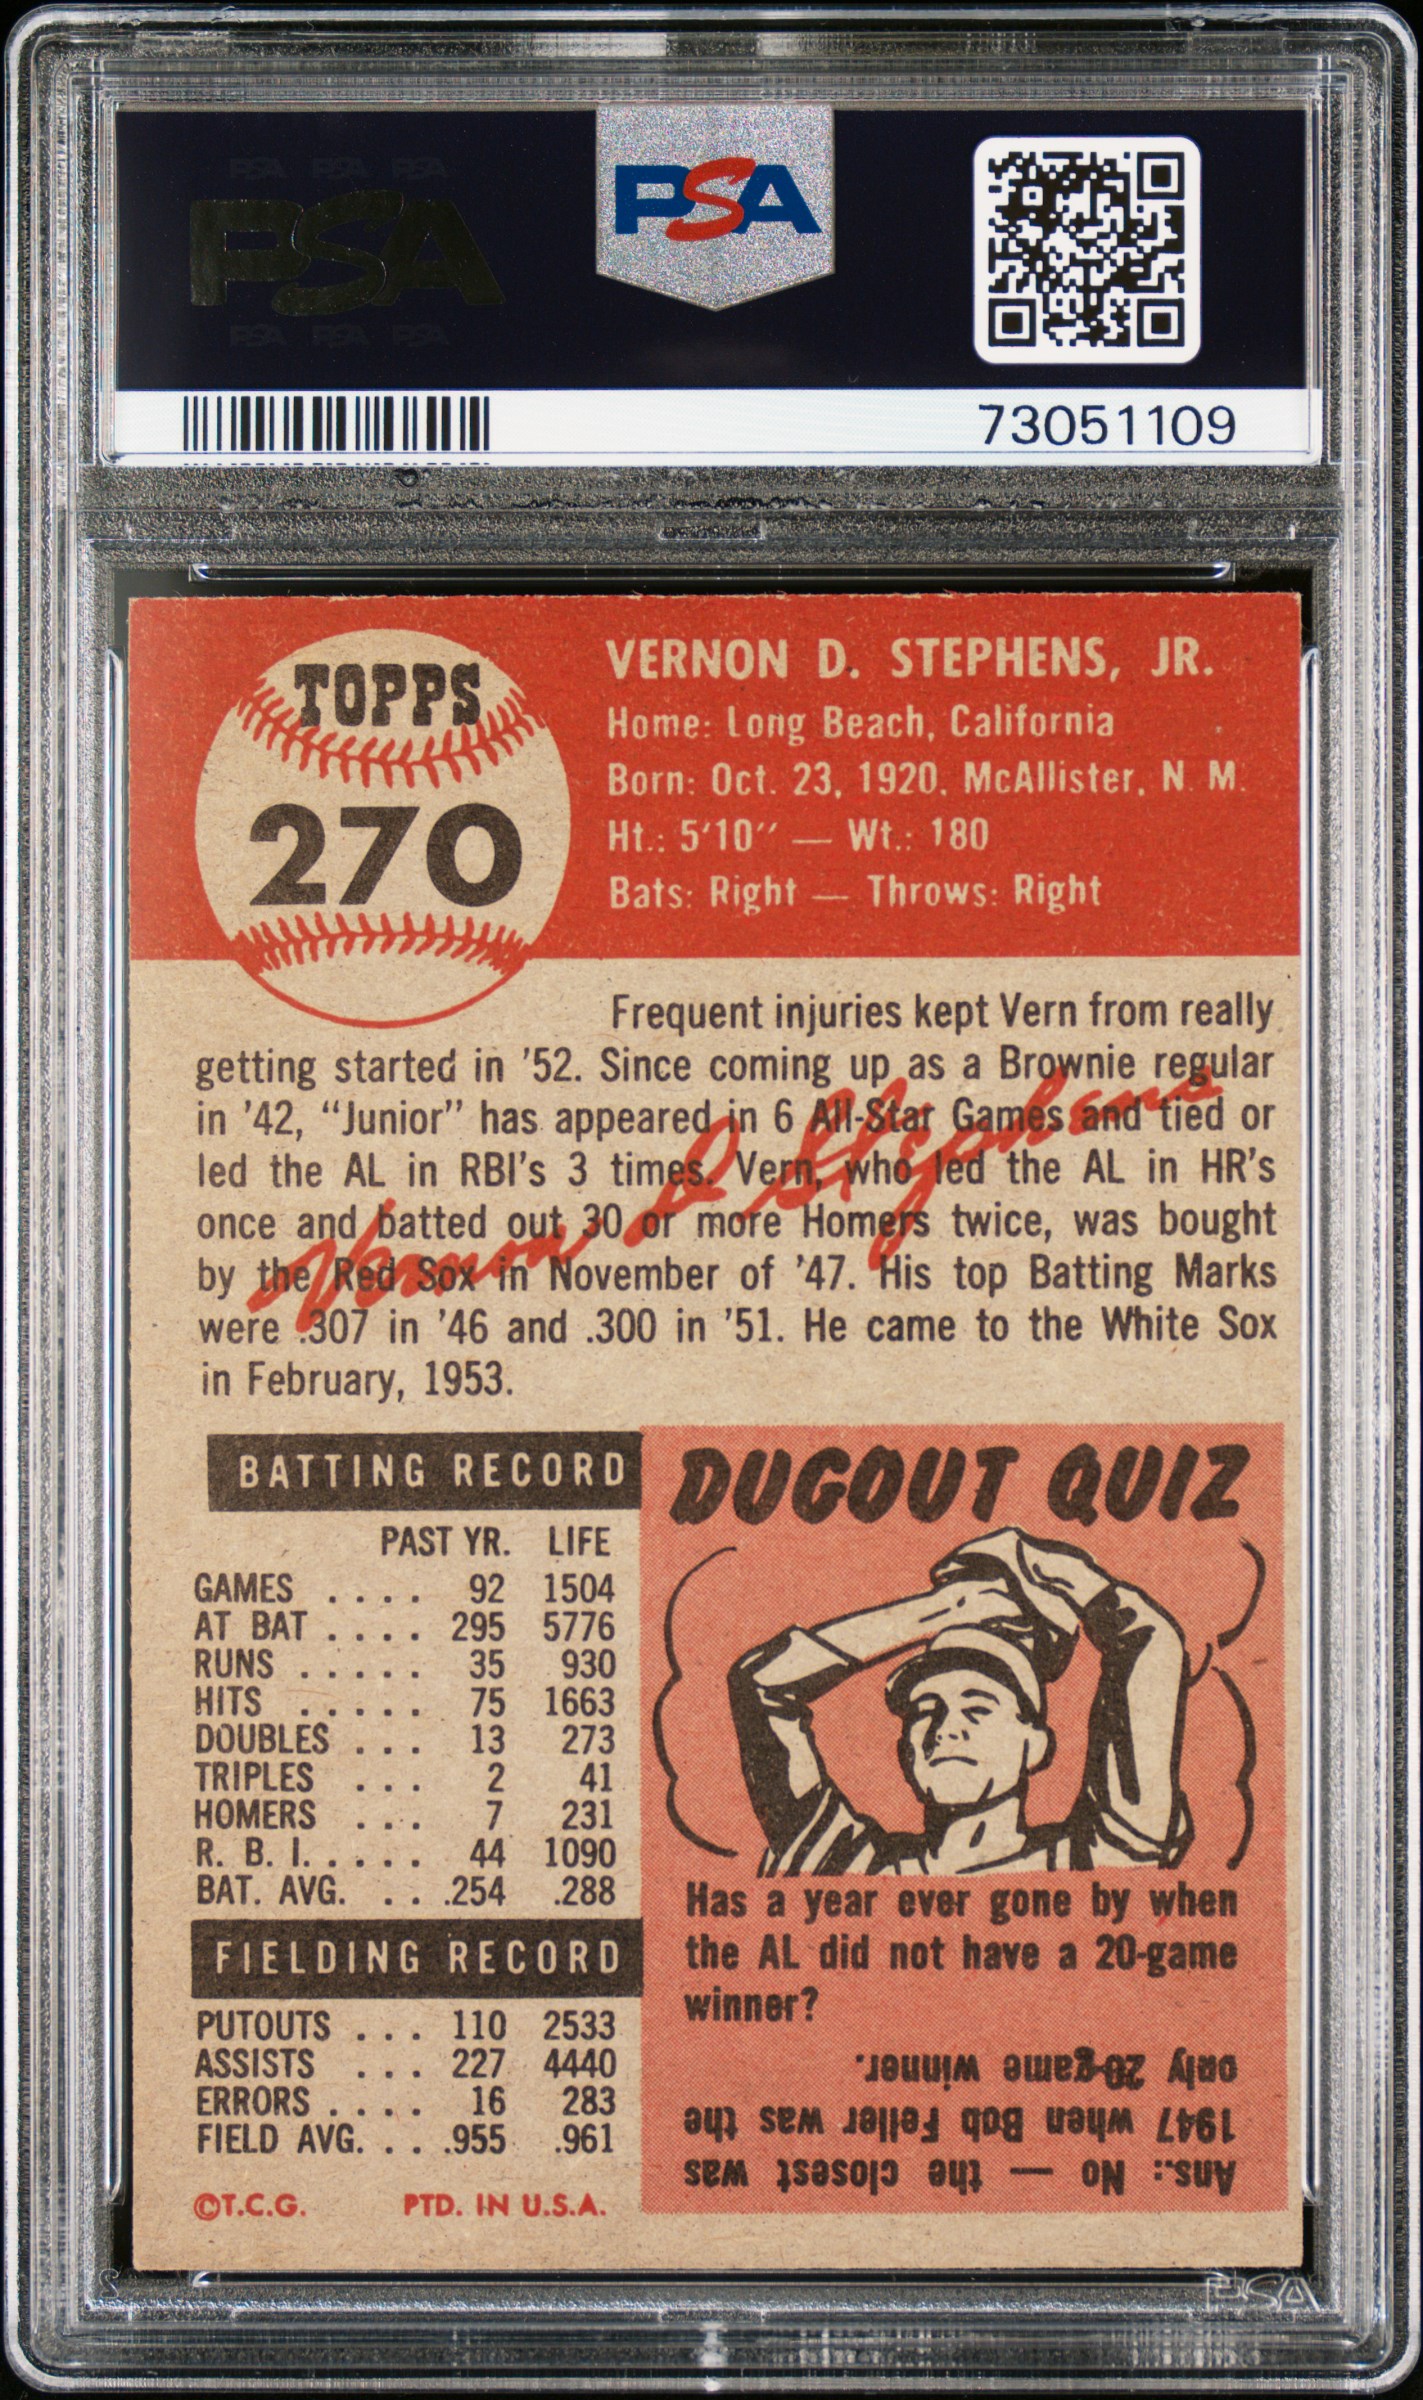 PSA PSA PSA
PSA
PSA PSA PSA
PSA
73051109
TOPPS
270
VERNON D. STEPHENS, JR.
Home: Long Beach, California
Born: Oct. 23, 1920, McAllister, N. M.
Ht.: 5'10'' — Wt.: 180
Bats: Right — Throws: Right
Frequent injuries kept Vern from really
getting started in '52. Since coming up as a Brownie regular
in '42, "Junior" has appeared in 6 All-Star Games and tied or
led the AL in RBI's 3 times. Vern, who led the AL in HR's
once and batted out 30 or more Homers twice, was bought
by the Red Sox in November of '47. His top Batting Marks
were .307 in '46 and .300 in '51. He came to the White Sox
in February, 1953.
Vernon D Stephens
BATTING RECORD
PAST YR. LIFE
GAMES . . . . 92 1504
AT BAT . . . . 295 5776
RUNS . . . . . 35 930
HITS . . . . . 75 1663
DOUBLES . . . 13 273
TRIPLES . . . 2 41
HOMERS . . . 7 231
R. B. I. . . . . 44 1090
BAT. AVG. . . .254 .288
FIELDING RECORD
PUTOUTS . . . 110 2533
ASSISTS . . . 227 4440
ERRORS . . . . 16 283
FIELD AVG. . . .955 .961
©T.C.G. PTD. IN U.S.A.
DUGOUT QUIZ
Has a year ever gone by when
the AL did not have a 20-game
winner?
Ans.: No — the closest was
1947 when Bob Feller was the
only 20-game winner.
PSA